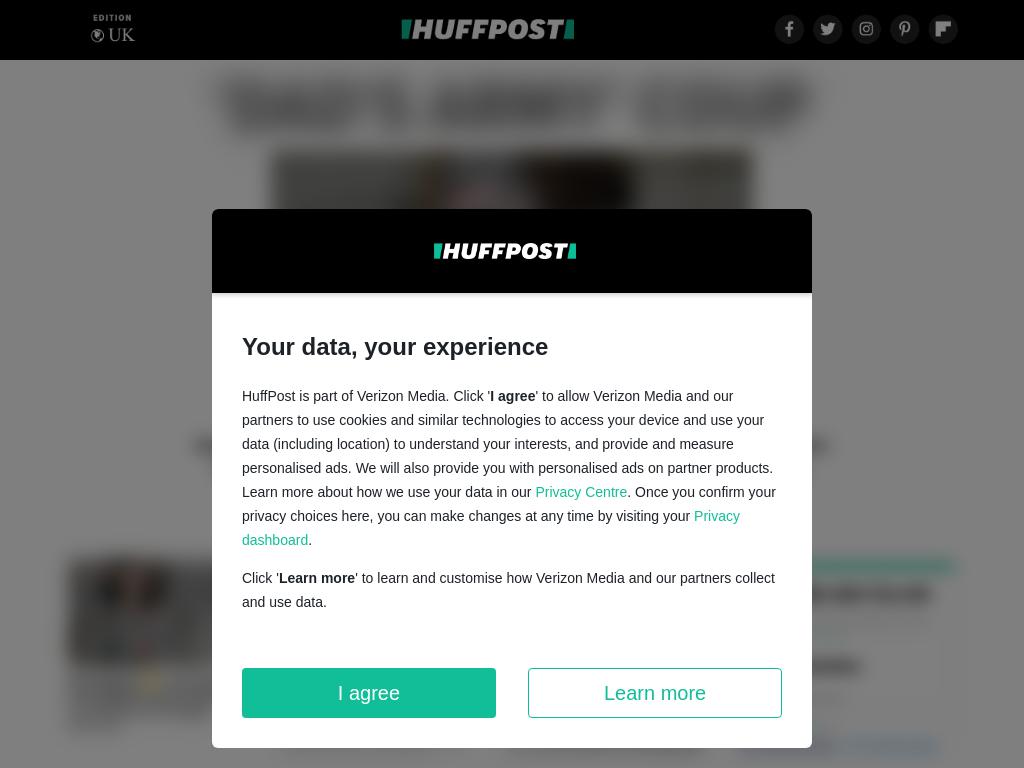 EDITION
UK
HUFFPOST
'DAD'S ARMY' COUP
HUFFPOST
Your data, your experience
HuffPost is part of Verizon Media. Click 'I agree' to allow Verizon Media and our
partners to use cookies and similar technologies to access your device and use your
data (including location) to understand your interests, and provide and measure
personalised ads. We will also provide you with personalised ads on partner products.
Learn more about how we use your data in our Privacy Centre. Once you confirm your
privacy choices here, you can make changes at any time by visiting your Privacy
dashboard.
Click 'Learn more' to learn and customise how Verizon Media and our partners collect
and use data.
I agree
Learn more